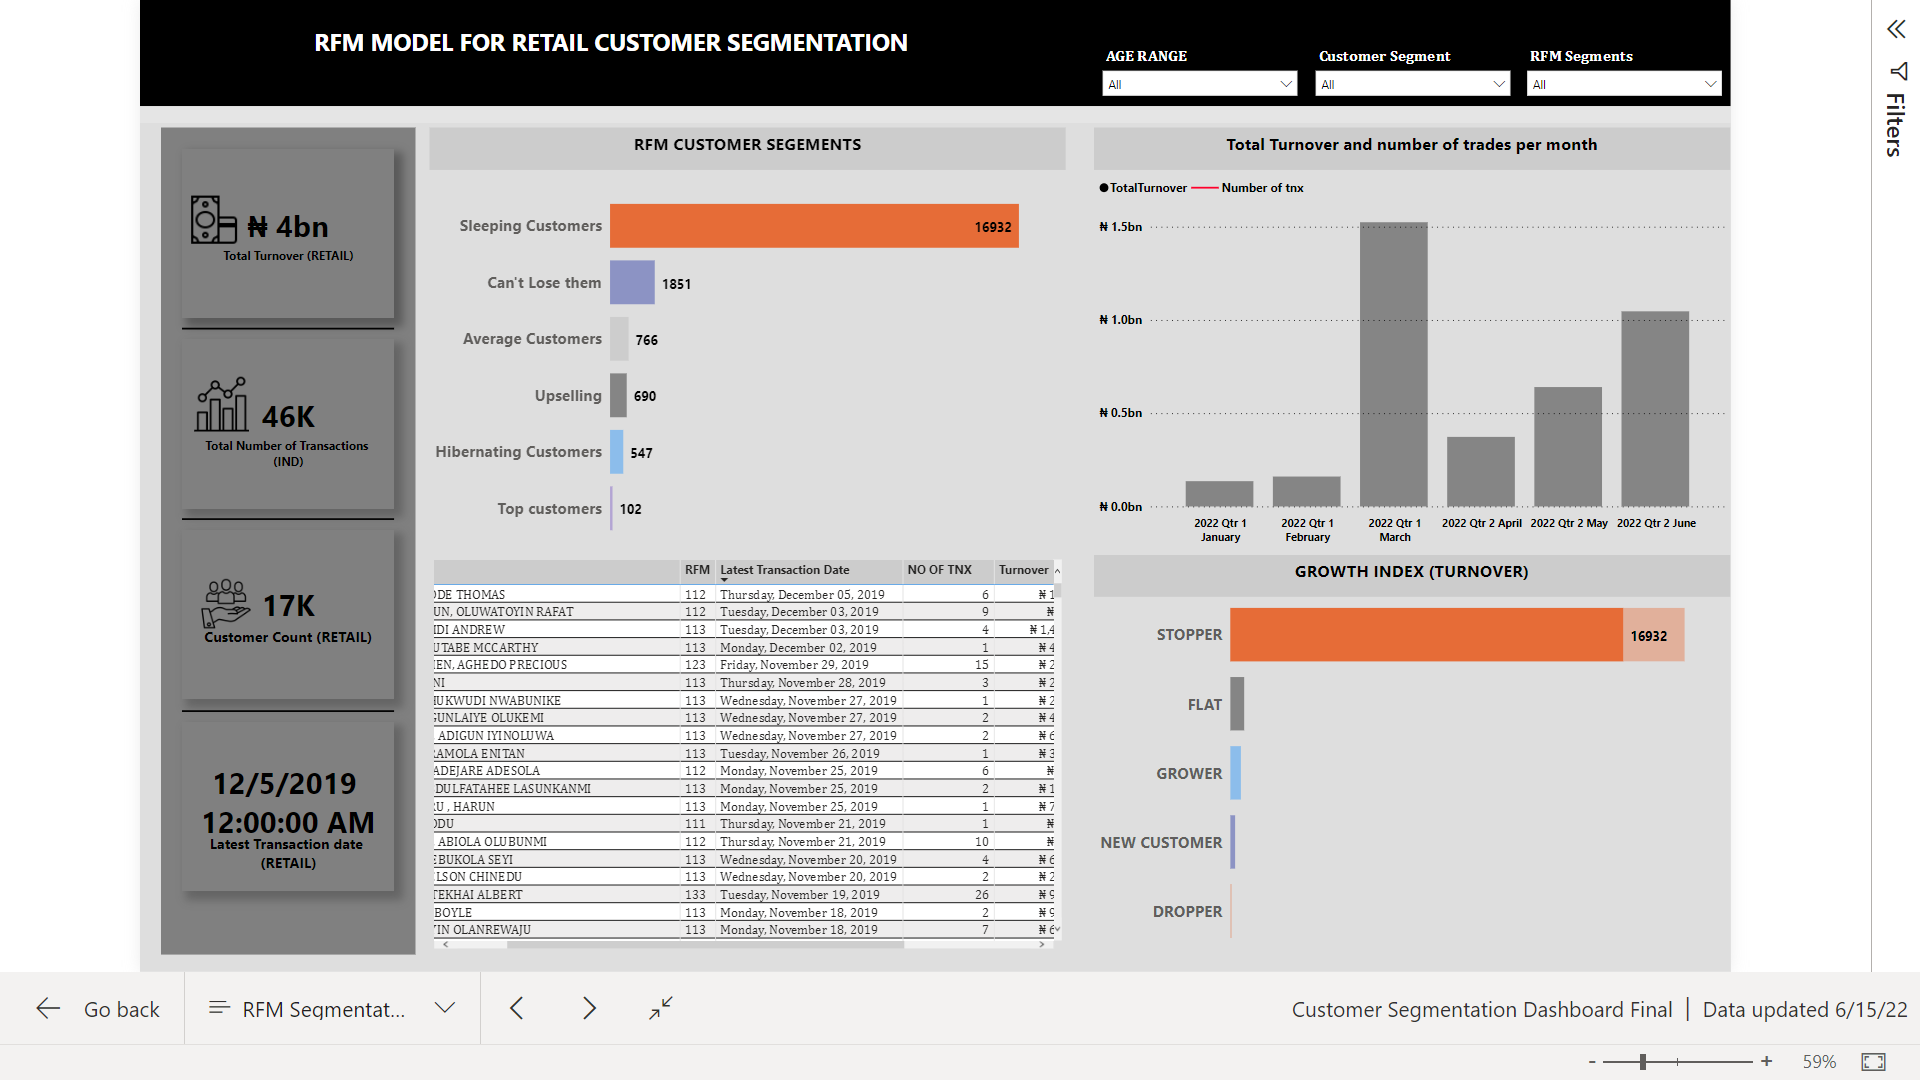 RFM MODEL FOR RETAIL CUSTOMER SEGMENTATION
AGE RANGE
All
Customer Segment
All
RFM Segments
All
Filters
₦ 4bn
Total Turnover (RETAIL)
46K
Total Number of Transactions
(IND)
17K
Customer Count (RETAIL)
12/5/2019
12:00:00 AM
Latest Transaction date
(RETAIL)
RFM CUSTOMER SEGEMENTS
Sleeping Customers 16932
Can't Lose them 1851
Average Customers 766
Upselling 690
Hibernating Customers 547
Top customers 102
RFM Latest Transaction Date NO OF TNX Turnover
ODE THOMAS 112 Thursday, December 05, 2019 6 ₦ 1
UN, OLUWATOYIN RAFAT 112 Tuesday, December 03, 2019 9 ₦
IDI ANDREW 113 Tuesday, December 03, 2019 4 ₦ 1,4
UTABE MCCARTHY 113 Monday, December 02, 2019 1 ₦ 4
IEN, AGHEDO PRECIOUS 123 Friday, November 29, 2019 15 ₦ 2
NI 113 Thursday, November 28, 2019 3 ₦ 2
IUKWUDI NWABUNIKE 113 Wednesday, November 27, 2019 1 ₦ 2
GUNLAIYE OLUKEMI 113 Wednesday, November 27, 2019 2 ₦ 4
ADIGUN IYINOLUWA 113 Wednesday, November 27, 2019 2 ₦ 6
RAMOLA ENITAN 113 Tuesday, November 26, 2019 1 ₦ 3
ADEJARE ADESOLA 112 Monday, November 25, 2019 6 ₦
DULFATAHEE LASUNKANMI 113 Monday, November 25, 2019 2 ₦ 1
RU , HARUN 113 Monday, November 25, 2019 1 ₦ 7
ODU 111 Thursday, November 21, 2019 1 ₦
ABIOLA OLUBUNMI 112 Thursday, November 21, 2019 10 ₦
EBUKOLA SEYI 113 Wednesday, November 20, 2019 4 ₦ 6
LSON CHINEDU 113 Wednesday, November 20, 2019 2 ₦ 2
TEKHAI ALBERT 133 Tuesday, November 19, 2019 26 ₦ 9
BOYLE 113 Monday, November 18, 2019 2 ₦ 9
YIN OLANREWAJU 113 Monday, November 18, 2019 7 ₦ 6
Total Turnover and number of trades per month
TotalTurnover Number of tnx
₦ 1.5bn
₦ 1.0bn
₦ 0.5bn
₦ 0.0bn
2022 Qtr 1 January
2022 Qtr 1 February
2022 Qtr 1 March
2022 Qtr 2 April
2022 Qtr 2 May
2022 Qtr 2 June
GROWTH INDEX (TURNOVER)
STOPPER 16932
FLAT
GROWER
NEW CUSTOMER
DROPPER
Go back
RFM Segmentat...
Customer Segmentation Dashboard Final | Data updated 6/15/22
- + 59%